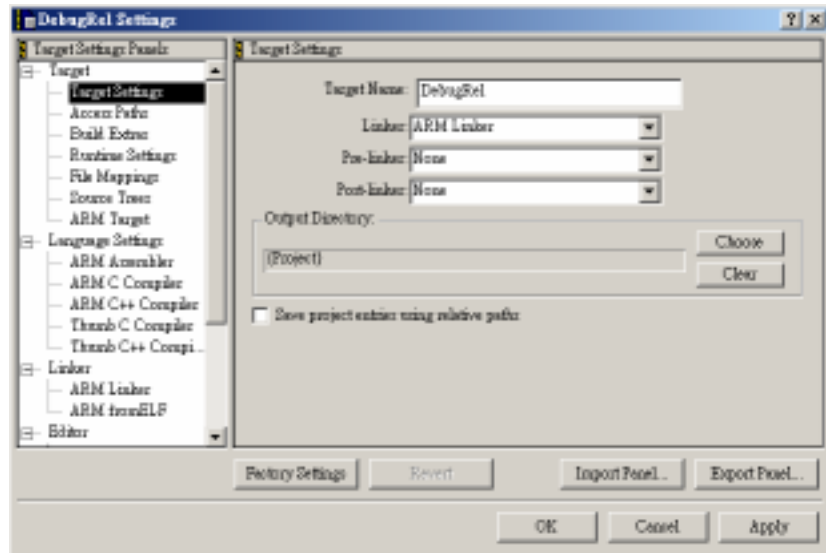 DebugRel Settings
Target Settings Panels
Target
Target Settings
Access Paths
Build Extras
Runtime Settings
File Mappings
Source Trees
ARM Target
Language Settings
ARM Assembler
ARM C Compiler
ARM C++ Compiler
Thumb C Compiler
Thumb C++ Compi...
Linker
ARM Linker
ARM fromELF
Editor
Target Settings
Target Name: DebugRel
Linker: ARM Linker
Pre-linker: None
Post-linker: None
Output Directory:
{Project}
Choose
Clear
Save project entries using relative paths
Factory Settings
Revert
Import Panel...
Export Panel...
OK
Cancel
Apply